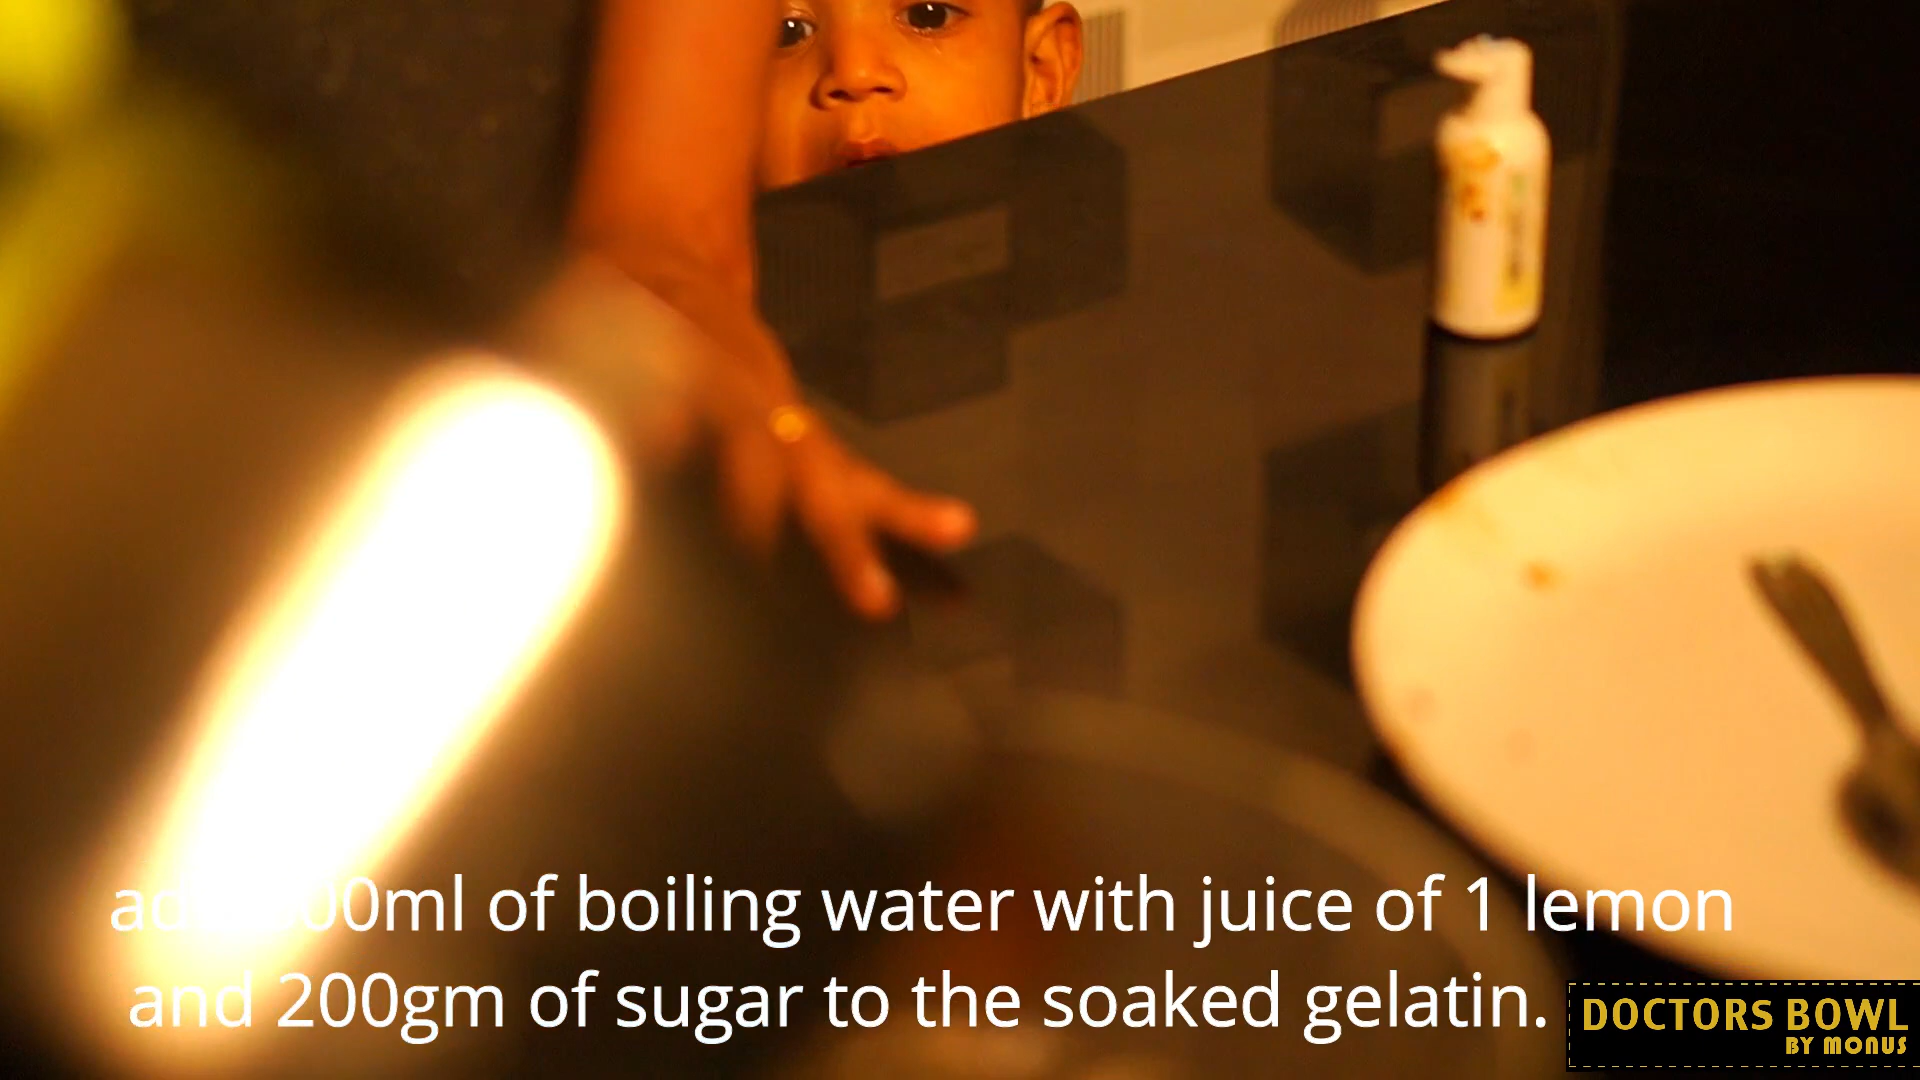 of boiling water with juice of 1 lemon
and 200gm of sugar to the soaked gelatin.
DOCTORS BOWL
BY MONUS